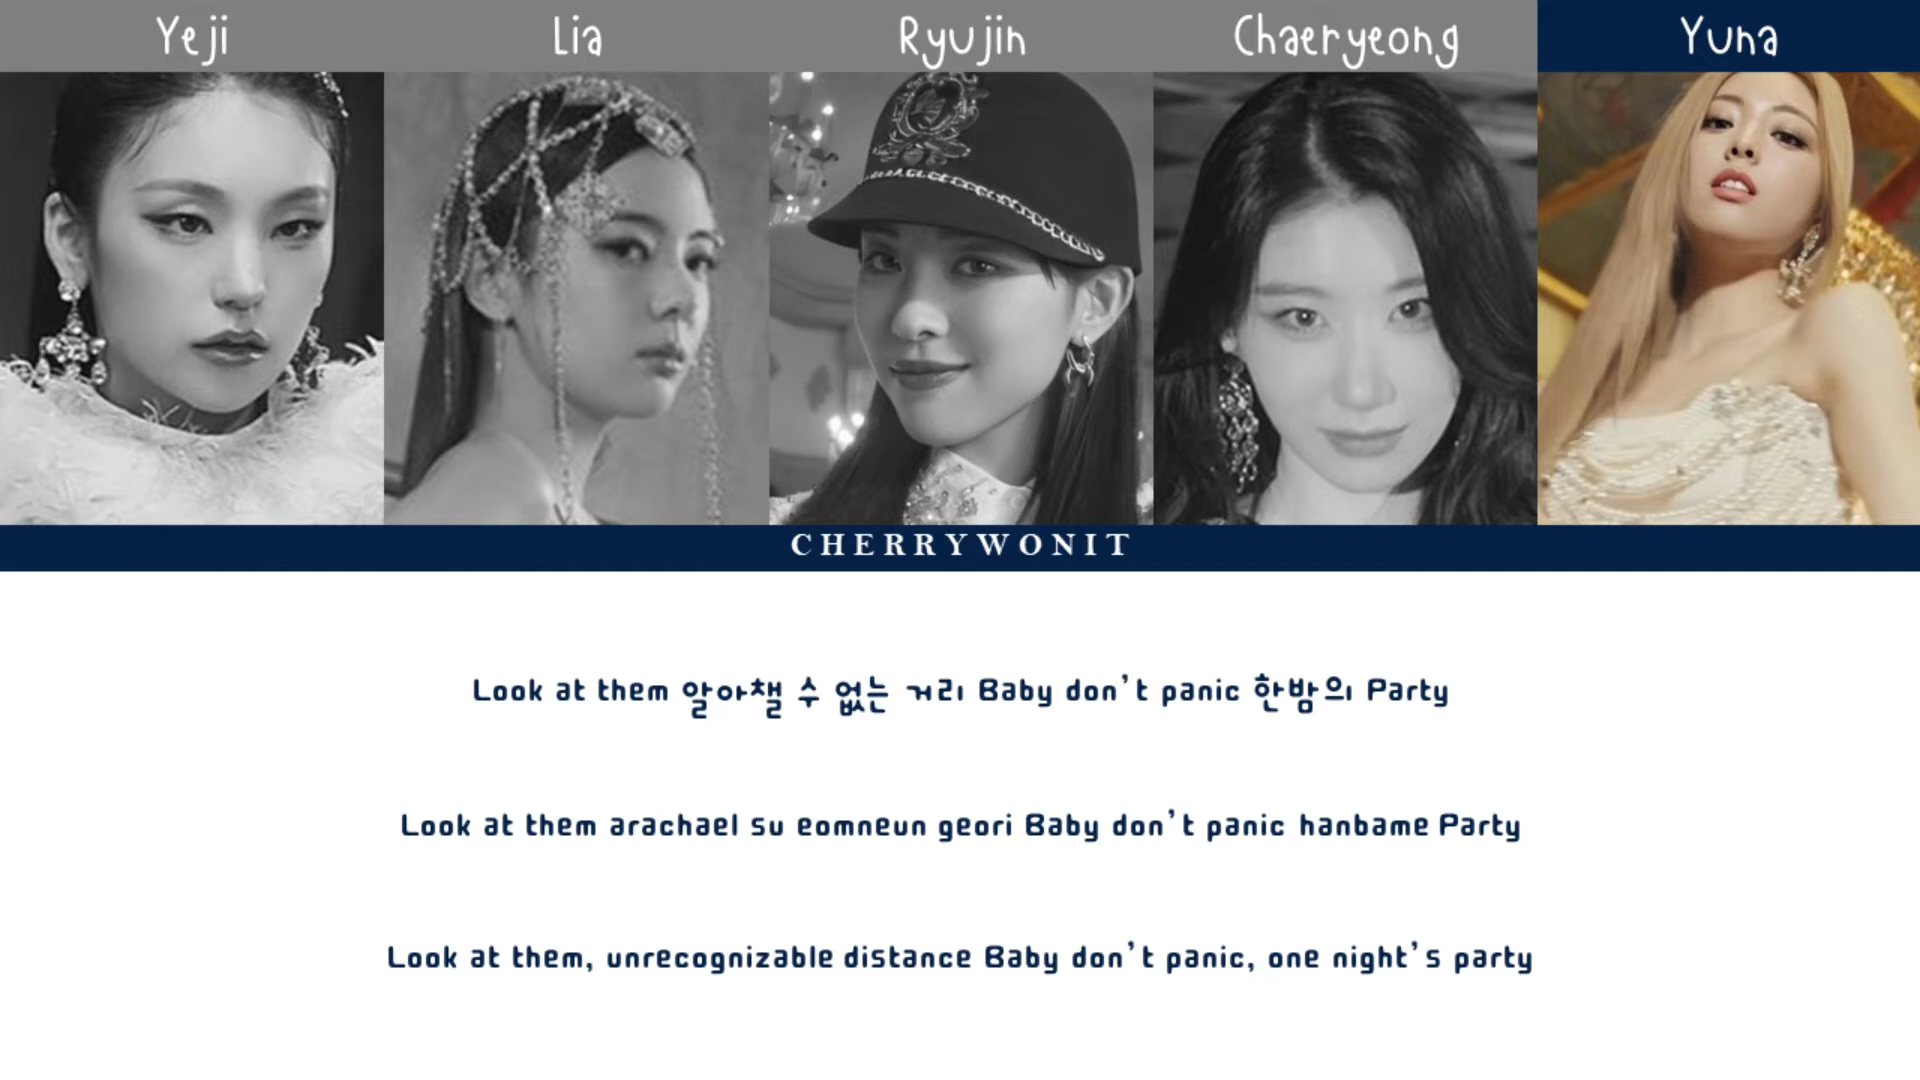 Yeji Lia Ryujin Chaeryeong Yuna
CHERRYWONIT
Look at them 알아챌 수 없는 거리 Baby don't panic 한밤의 Party
Look at them arachael su eomneun geori Baby don't panic hanbame Party
Look at them, unrecognizable distance Baby don't panic, one night's party